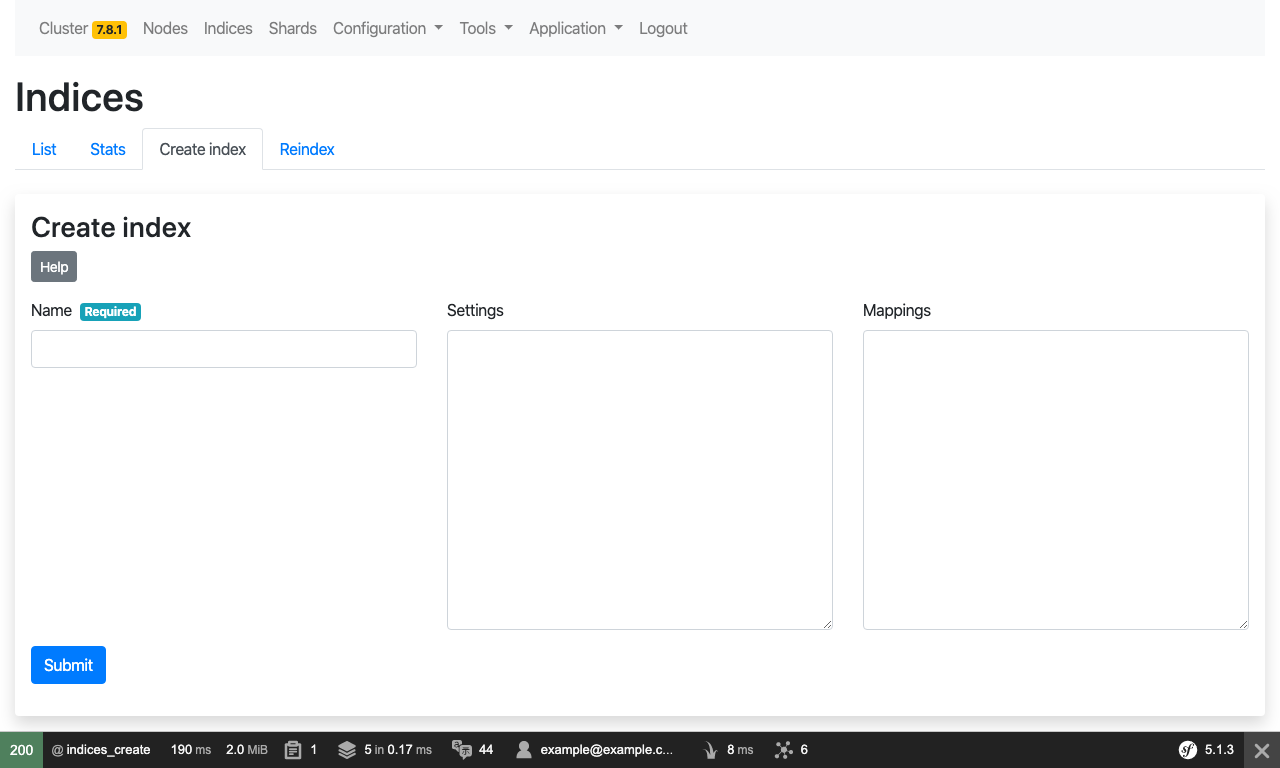 Cluster 7.8.1 Nodes Indices Shards Configuration Tools Application Logout
Indices
List Stats Create index Reindex
Create index
Help
Name Required Settings Mappings
Submit
200 @ indices_create 190 ms 2.0 MiB 1 5 in 0.17 ms 44 example@example.c... 8 ms 6 sf 5.1.3